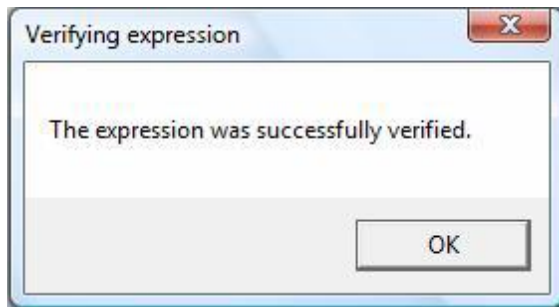 Verifying expression
The expression was successfully verified.
OK